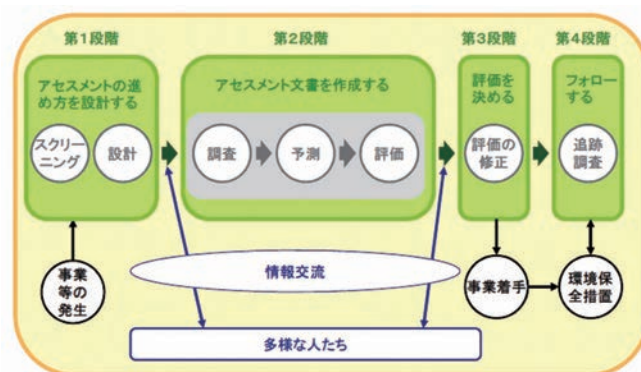 第1段階
アセスメントの進
め方を設計する
スクリー
ニング
設計
第2段階
アセスメント文書を作成する
調査
予測
評価
第3段階
評価を
決める
評価の
修正
第4段階
フォロー
する
追跡
調査
事業
等の
発生
情報交流
事業着手
環境保
全措置
多様な人たち